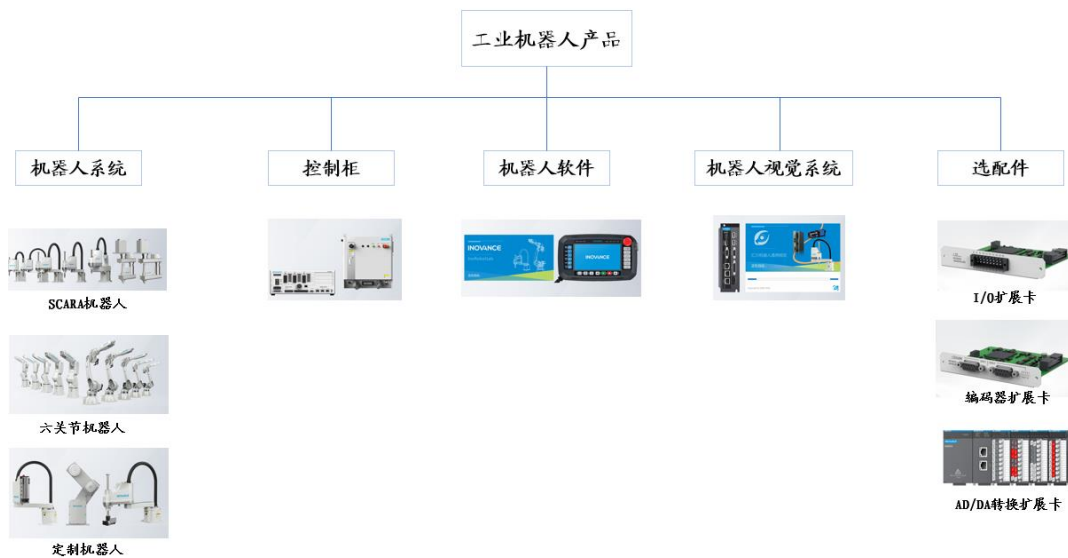 工业机器人产品
机器人系统
控制柜
机器人软件
机器人视觉系统
选配件
INOVANCE
INOVANCE
SCARA机器人
I/O扩展卡
六关节机器人
编码器扩展卡
定制机器人
AD/DA转换扩展卡